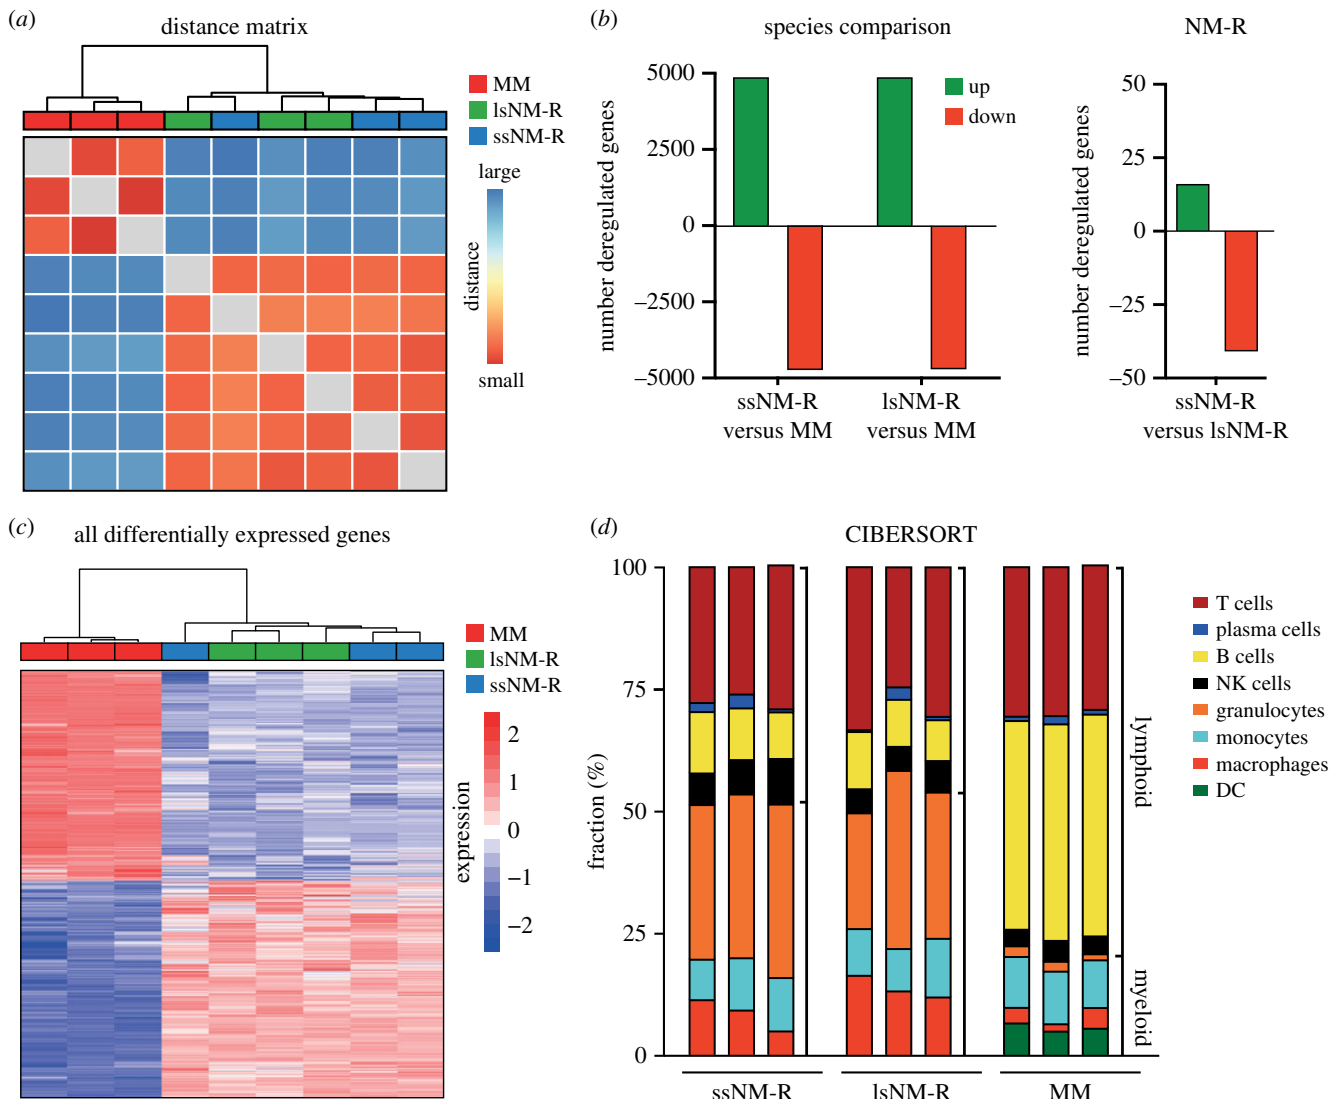 (a)
distance matrix
MM
lsNM-R
ssNM-R
large
distance
small
(b)
species comparison
NM-R
number deregulated genes
5000
2500
0
−2500
−5000
up
down
ssNM-R
versus MM
lsNM-R
versus MM
number deregulated genes
50
25
0
−25
−50
ssNM-R
versus lsNM-R
(c)
all differentially expressed genes
MM
lsNM-R
ssNM-R
2
1
0
−1
−2
expression
(d)
CIBERSORT
fraction (%)
100
75
50
25
0
ssNM-R
lsNM-R
MM
lymphoid
myeloid
T cells
plasma cells
B cells
NK cells
granulocytes
monocytes
macrophages
DC